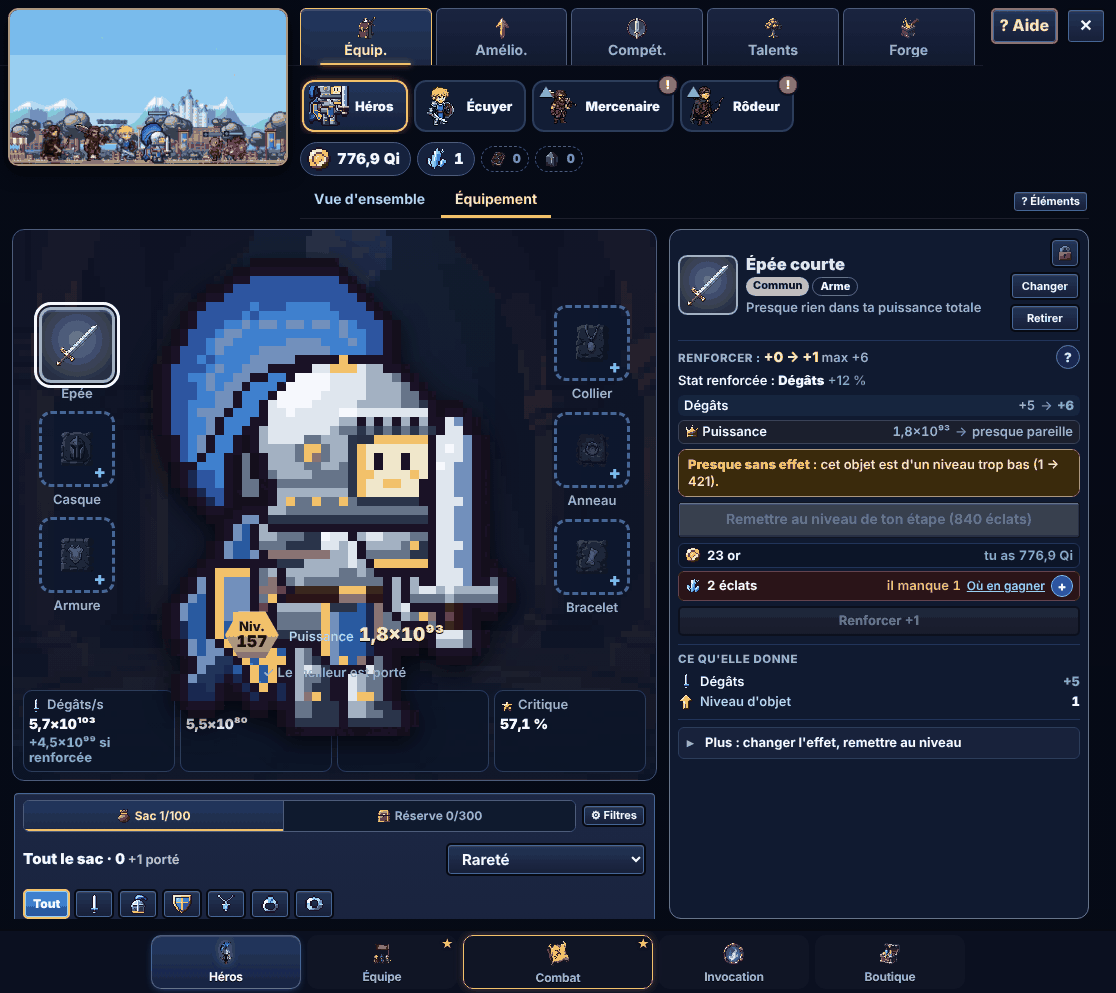 Équip.
Amélio.
Compét.
Talents
Forge
? Aide
×
Héros
Écuyer
Mercenaire
!
Rôdeur
!
776,9 Qi
1
0
0
Vue d'ensemble
Équipement
? Éléments
Épée
Casque
Armure
Collier
Anneau
Bracelet
Niv.
157
Puissance 1,8×10⁹³
Le meilleur est porté
Dégâts/s
5,7×10¹⁰³
+4,5×10⁹⁹ si
renforcée
5,5×10⁸⁰
Critique
57,1 %
Sac 1/100
Réserve 0/300
Filtres
Tout le sac · 0 +1 porté
Rareté
Tout
Épée courte
Commun
Arme
Presque rien dans ta puissance totale
Changer
Retirer
RENFORCER : +0 → +1 max +6
?
Stat renforcée : Dégâts +12 %
Dégâts
+5 → +6
Puissance
1,8×10⁹³ → presque pareille
Presque sans effet : cet objet est d'un niveau trop bas (1 →
421).
Remettre au niveau de ton étape (840 éclats)
23 or
tu as 776,9 Qi
2 éclats
il manque 1 Où en gagner
+
Renforcer +1
CE QU'ELLE DONNE
Dégâts
+5
Niveau d'objet
1
Plus : changer l'effet, remettre au niveau
Héros
Équipe
Combat
Invocation
Boutique